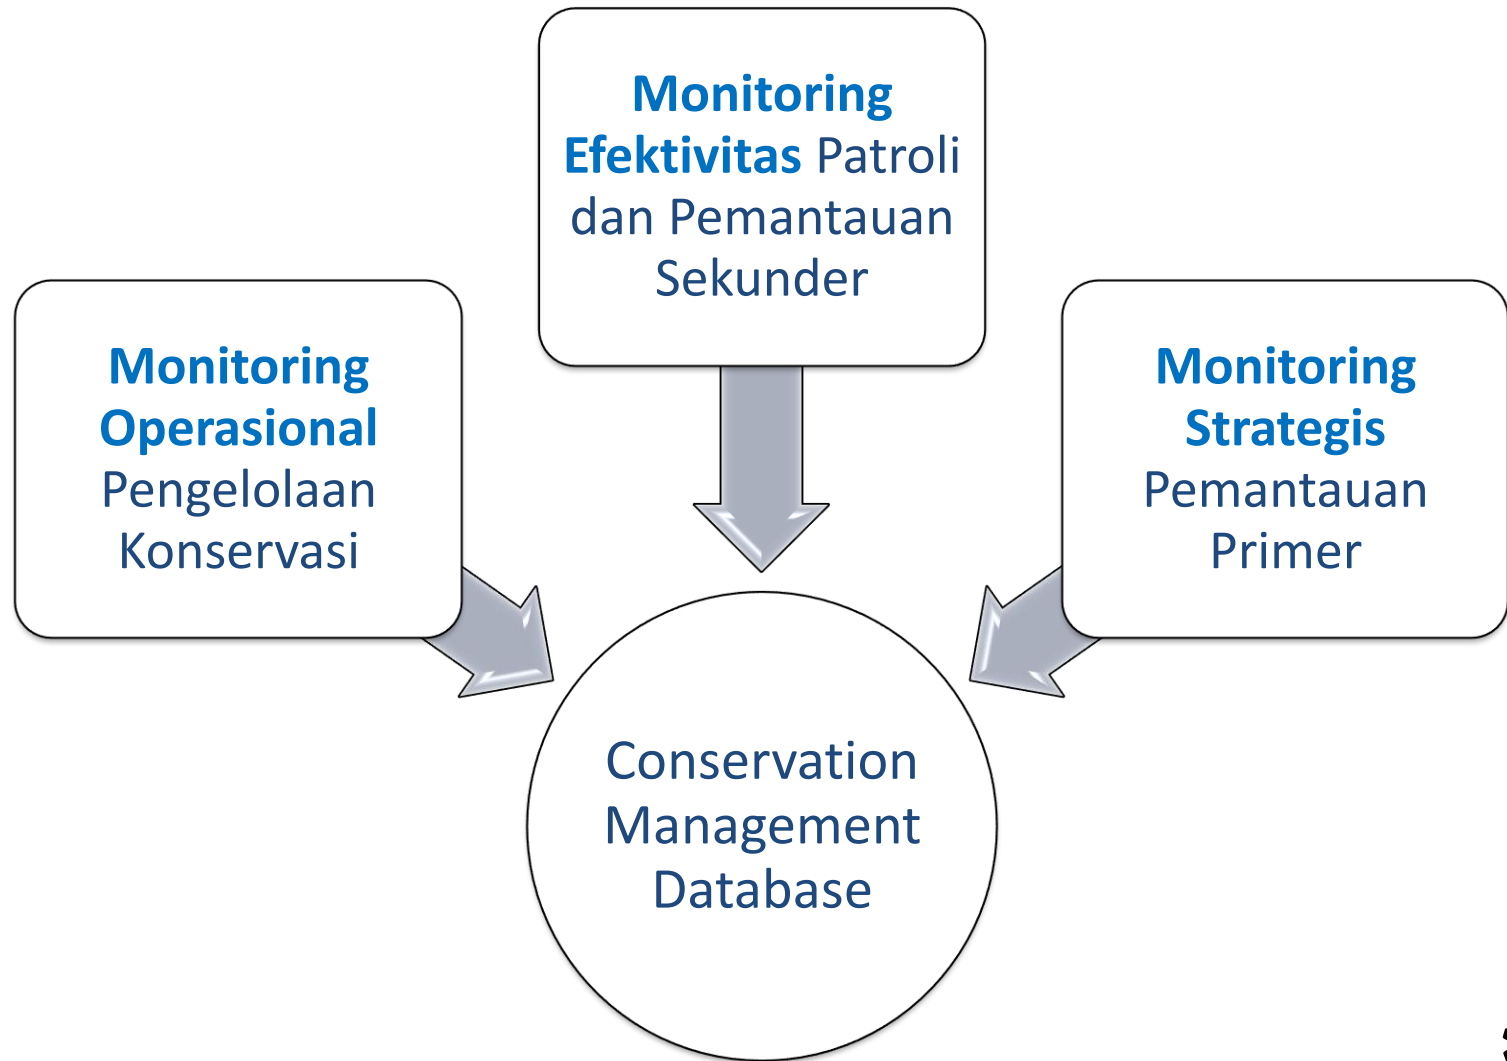 Monitoring
Efektivitas Patroli
dan Pemantauan
Sekunder
Monitoring
Operasional
Pengelolaan
Konservasi
Monitoring
Strategis
Pemantauan
Primer
Conservation
Management
Database